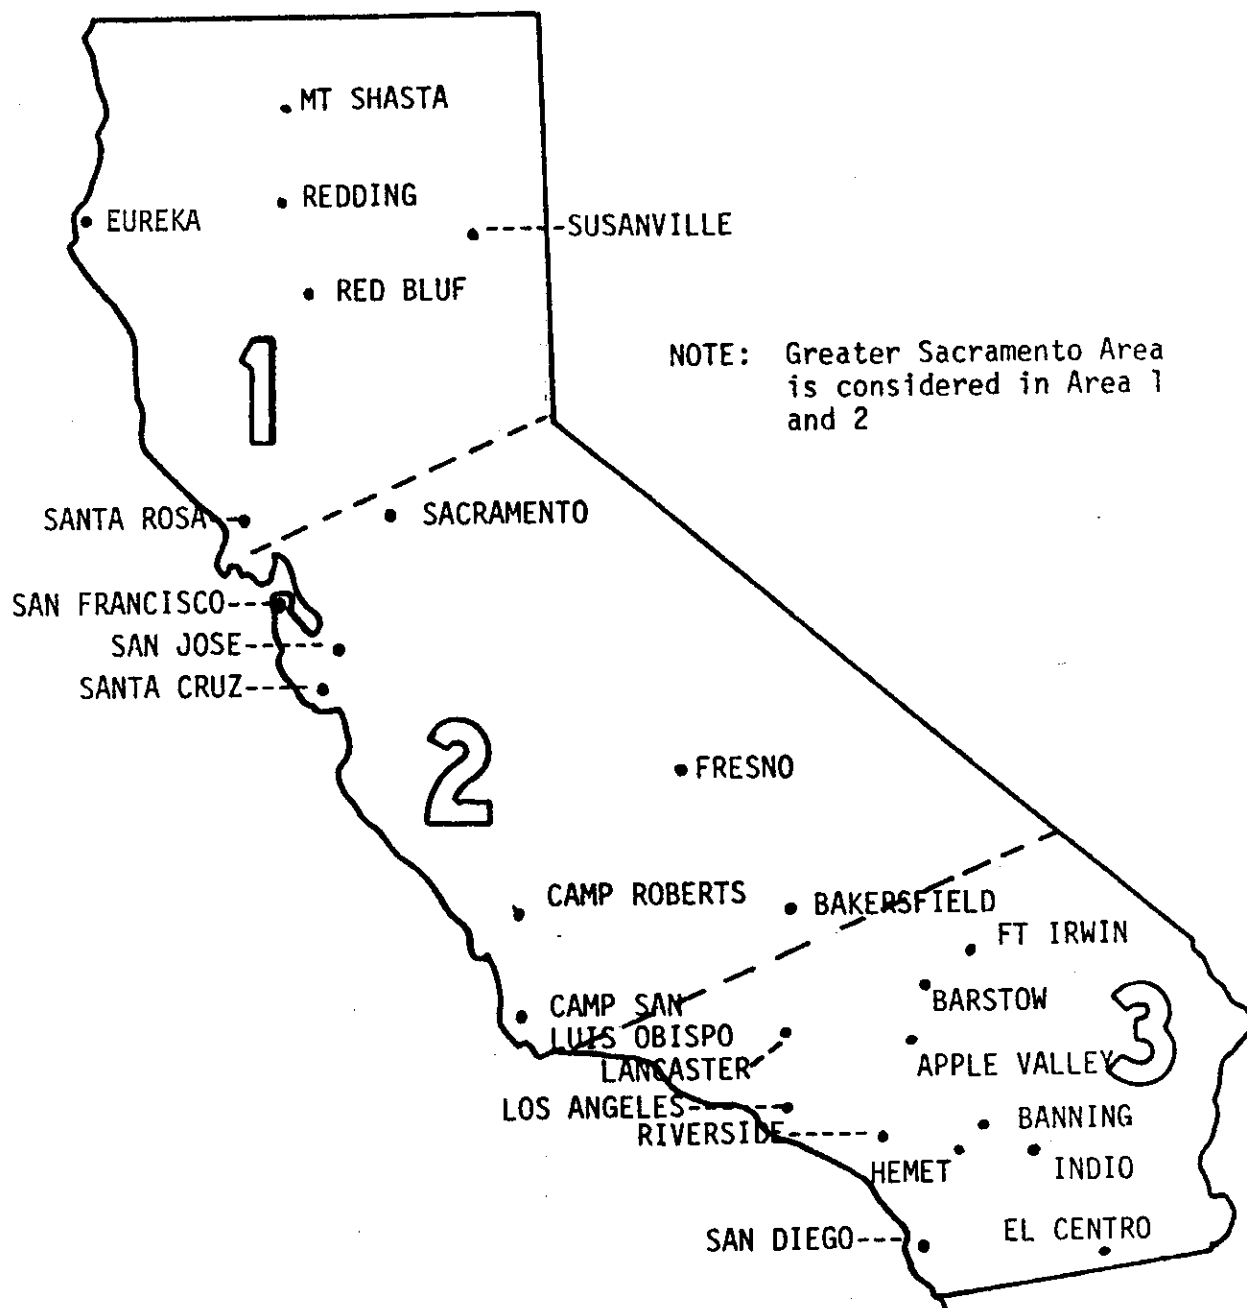 MT SHASTA
REDDING
EUREKA
SUSANVILLE
RED BLUF
1
NOTE: Greater Sacramento Area
is considered in Area 1
and 2
SANTA ROSA
SACRAMENTO
SAN FRANCISCO
SAN JOSE
SANTA CRUZ
2
FRESNO
CAMP ROBERTS
BAKERSFIELD
FT IRWIN
BARSTOW
3
CAMP SAN
LUIS OBISPO
LANCASTER
APPLE VALLEY
LOS ANGELES
BANNING
RIVERSIDE
HEMET
INDIO
SAN DIEGO
EL CENTRO